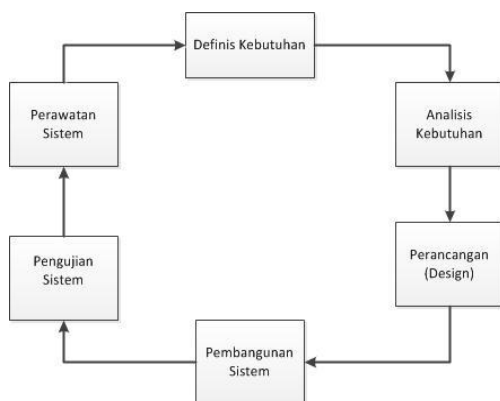 Definis Kebutuhan
Analisis
Kebutuhan
Perancangan
(Design)
Pembangunan
Sistem
Pengujian
Sistem
Perawatan
Sistem